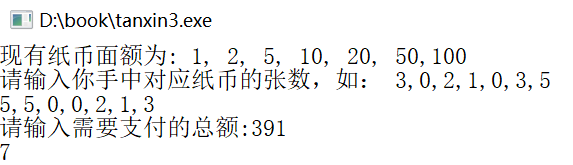 D:\book\tanxin3.exe
现有纸币面额为: 1, 2, 5, 10, 20, 50,100
请输入你手中对应纸币的张数，如： 3,0,2,1,0,3,5
5,5,0,0,2,1,3
请输入需要支付的总额:391
7